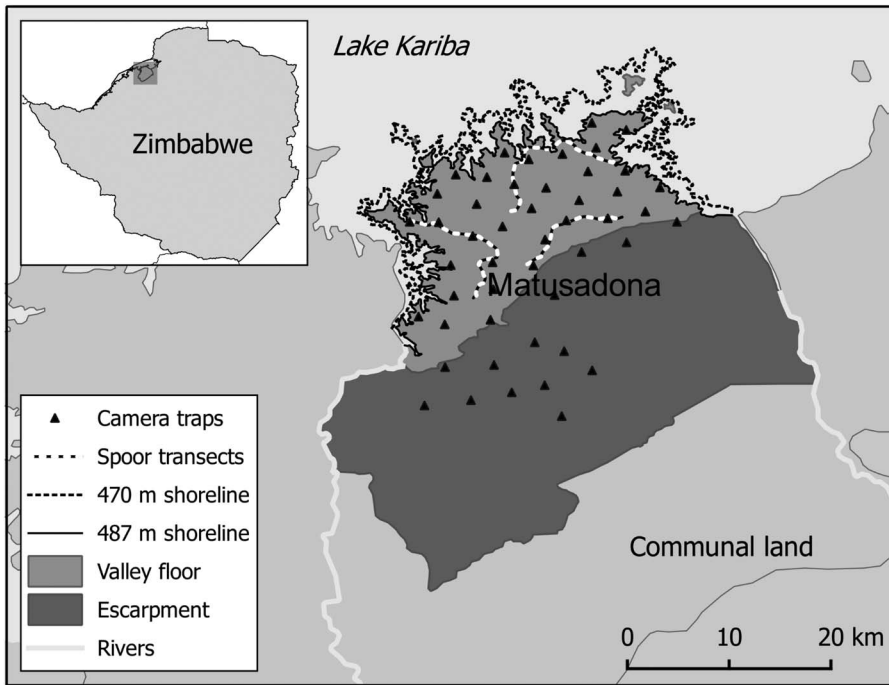 Lake Kariba
Zimbabwe
Matusadona
Camera traps
Spoor transects
470 m shoreline
487 m shoreline
Valley floor
Escarpment
Rivers
Communal land
0 10 20 km